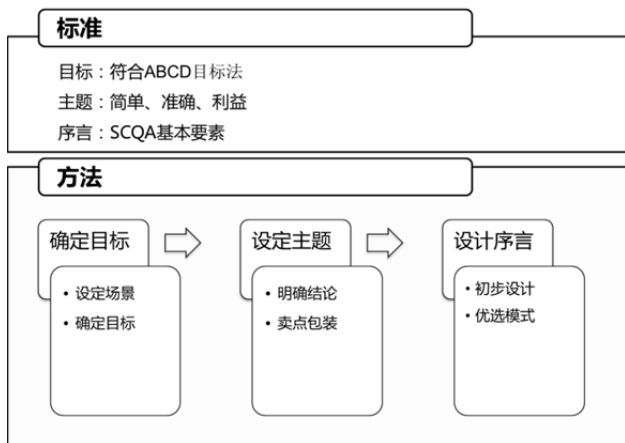 标准
目标：符合ABCD目标法
主题：简单、准确、利益
序言：SCQA基本要素
方法
确定目标
• 设定场景
• 确定目标
设定主题
• 明确结论
• 卖点包装
设计序言
• 初步设计
• 优选模式